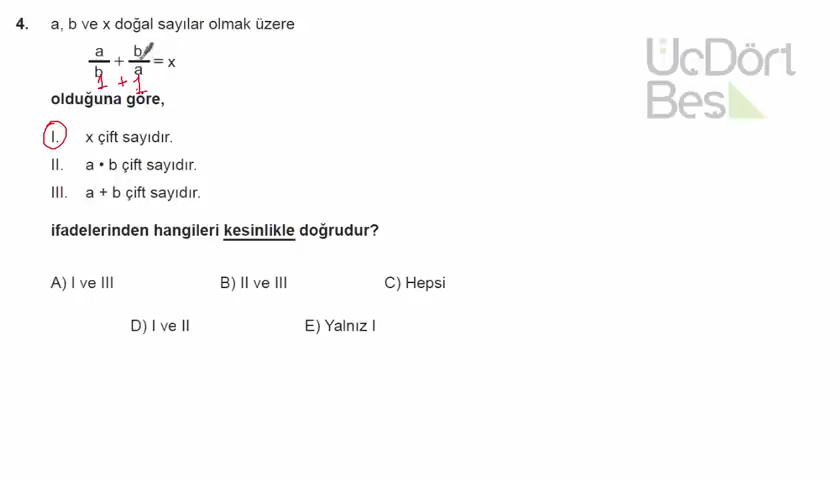 4. a, b ve x doğal sayılar olmak üzere
a/b + b/a = x
1 + 1
olduğuna göre,
I. x çift sayıdır.
II. a • b çift sayıdır.
III. a + b çift sayıdır.
ifadelerinden hangileri kesinlikle doğrudur?
A) I ve III B) II ve III C) Hepsi
D) I ve II E) Yalnız I
ÜçDört
Beş